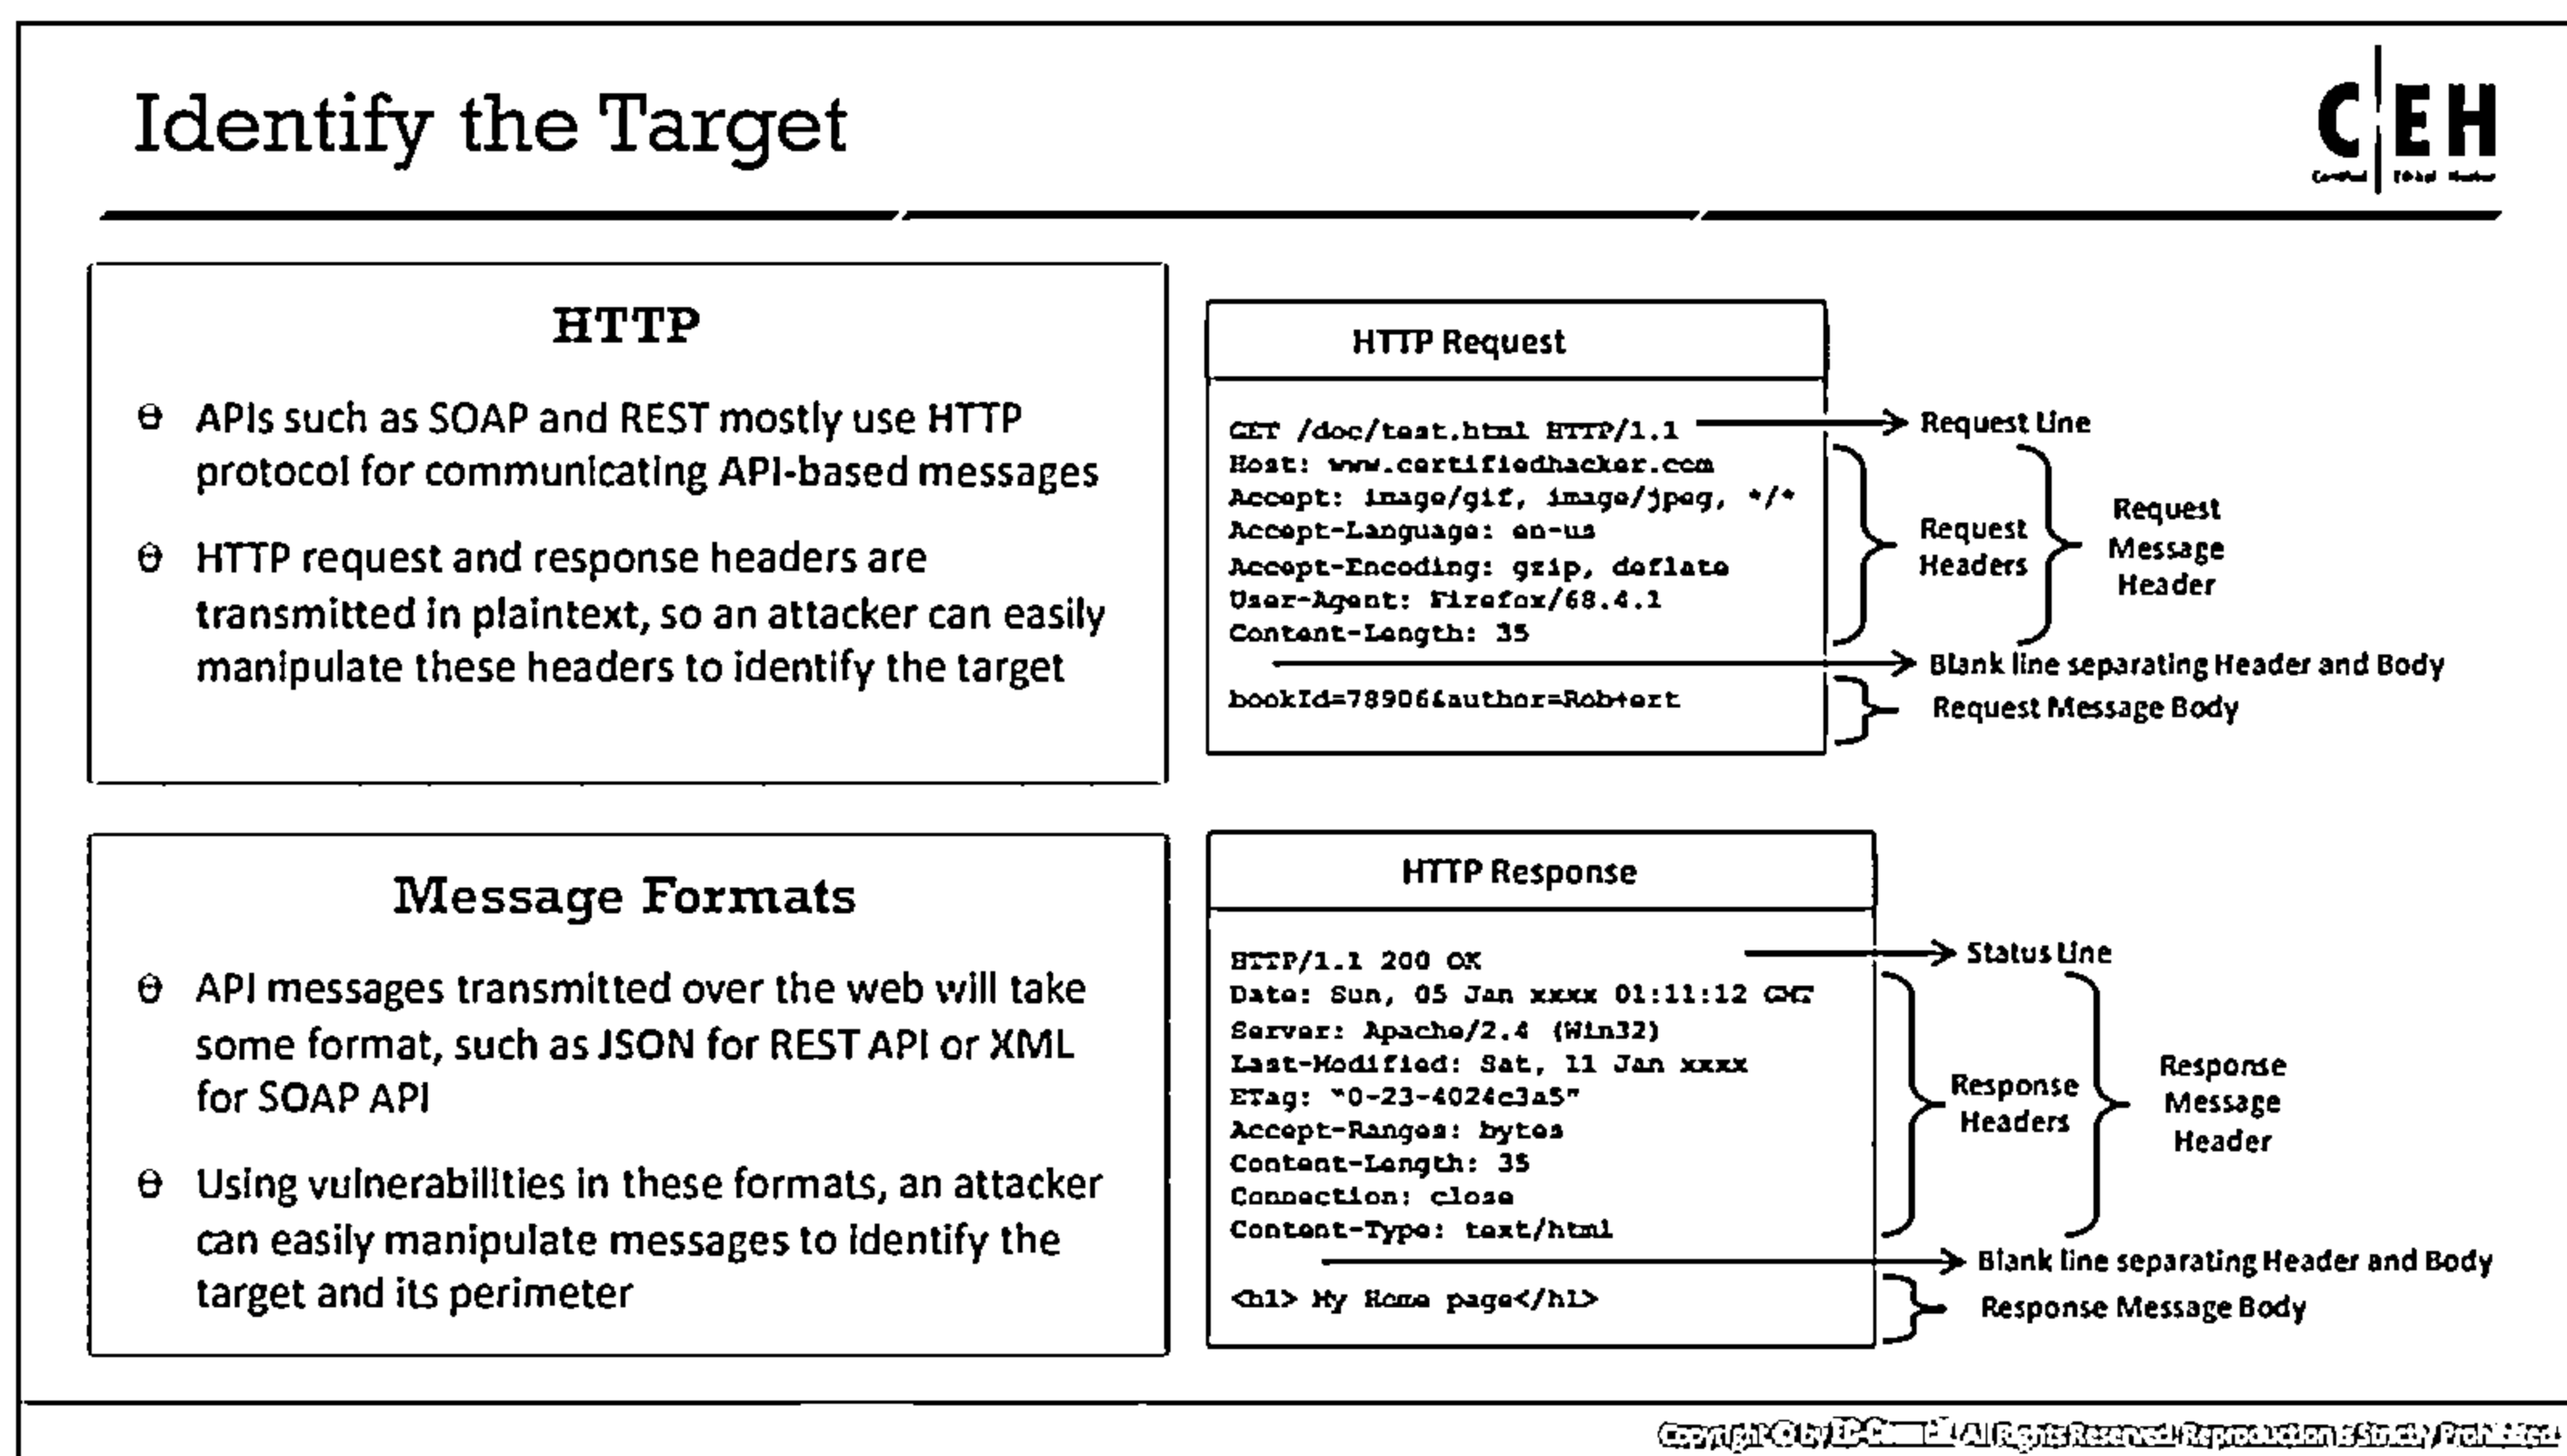 Identify the Target
C EH
HTTP
APIs such as SOAP and REST mostly use HTTP
protocol for communicating API-based messages
HTTP request and response headers are
transmitted in plaintext, so an attacker can easily
manipulate these headers to identify the target
HTTP Request
GET /doc/test.html HTTP/1.1
Host: www.certifiedhacker.com
Accept: image/gif, image/jpeg, */*
Accept-Language: en-us
Accept-Encoding: gzip, deflate
User-Agent: Firefox/68.4.1
Content-Length: 35
bookId=78906&author=Rob+ert
Request Line
Request
Headers
Request
Message
Header
Blank line separating Header and Body
Request Message Body
Message Formats
API messages transmitted over the web will take
some format, such as JSON for REST API or XML
for SOAP API
Using vulnerabilities in these formats, an attacker
can easily manipulate messages to identify the
target and its perimeter
HTTP Response
HTTP/1.1 200 OK
Date: Sun, 05 Jan xxxx 01:11:12 GMT
Server: Apache/2.4 (Win32)
Last-Modified: Sat, 11 Jan xxxx
ETag: "0-23-4024c3a5"
Accept-Ranges: bytes
Content-Length: 35
Connection: close
Content-Type: text/html
<h1> My Home page</h1>
Status Line
Response
Headers
Response
Message
Header
Blank line separating Header and Body
Response Message Body
Copyright © by All Rights Reserved. Reproduction is Strictly Prohibited.